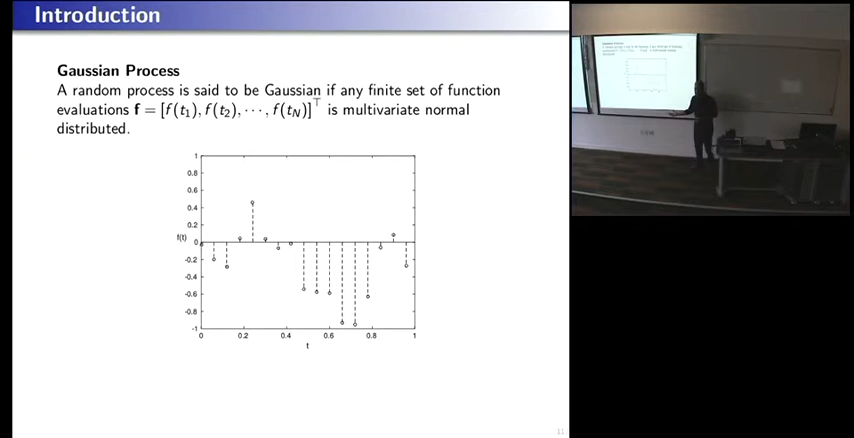 Introduction
Gaussian Process
A random process is said to be Gaussian if any finite set of function
evaluations f = [f(t₁), f(t₂), ⋯ , f(t_N)]^⊤ is multivariate normal
distributed.
1
0.8
0.6
0.4
0.2
f(t)
0
-0.2
-0.4
-0.6
-0.8
-1
0 0.2 0.4 0.6 0.8 1
t
11